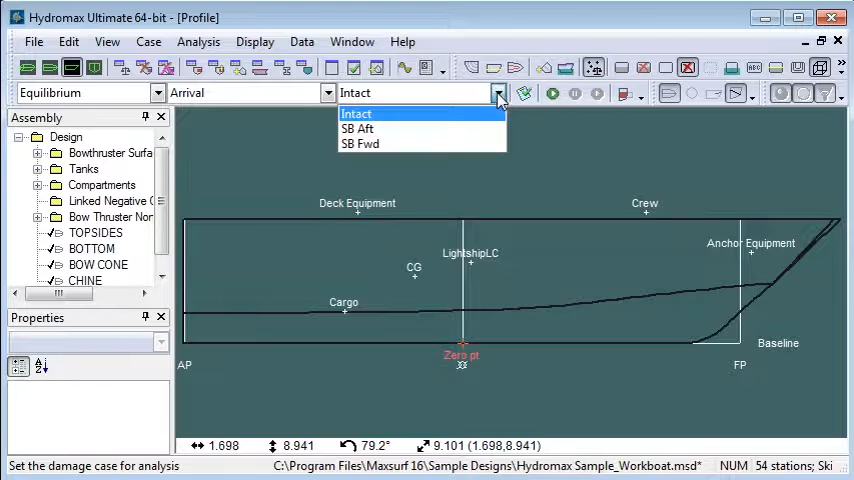 Hydromax Ultimate 64-bit - [Profile]
File Edit View Case Analysis Display Data Window Help
Equilibrium Arrival Intact
Intact
SB Aft
SB Fwd
Assembly
Design
Bowthruster Surfa
Tanks
Compartments
Linked Negative (
Bow Thruster Nor
TOPSIDES
BOTTOM
BOW CONE
CHINE
Properties
Deck Equipment
Crew
LightshipLC
Anchor Equipment
CG
Cargo
Zero pt
Baseline
AP
FP
1.698 8.941 79.2° 9.101 (1.698,8.941)
Set the damage case for analysis C:\Program Files\Maxsurf 16\Sample Designs\Hydromax Sample_Workboat.msd* NUM 54 stations; Ski